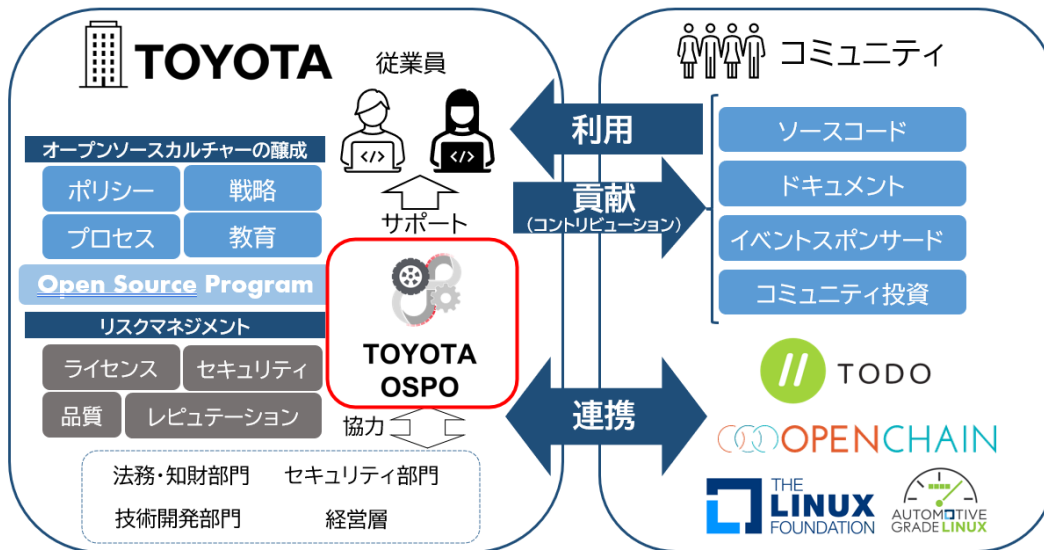 TOYOTA
従業員
</>
</>
オープンソースカルチャーの醸成
ポリシー
戦略
プロセス
教育
Open Source Program
リスクマネジメント
ライセンス
セキュリティ
品質
レピュテーション
サポート
TOYOTA
OSPO
協力
法務・知財部門
セキュリティ部門
技術開発部門
経営層
利用
貢献
(コントリビューション)
連携
コミュニティ
ソースコード
ドキュメント
イベントスポンサード
コミュニティ投資
TODO
OPENCHAIN
THE
LINUX
FOUNDATION
AUTOMOTIVE
GRADELINUX